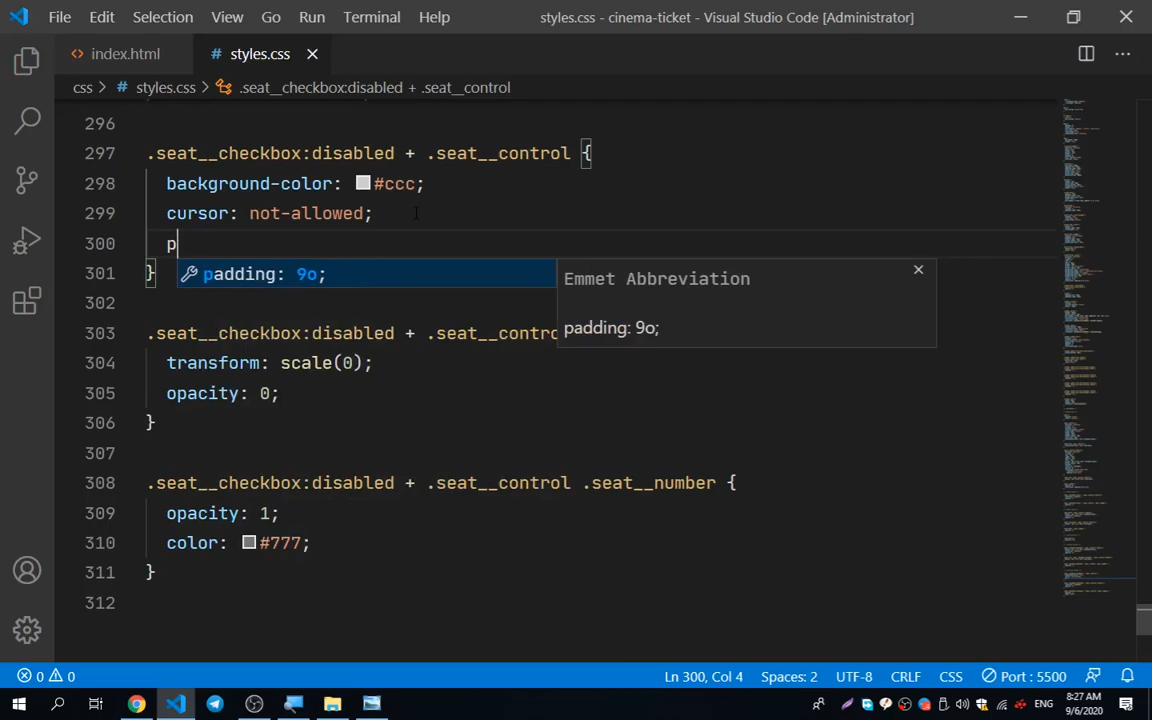 File Edit Selection View Go Run Terminal Help styles.css - cinema-ticket - Visual Studio Code [Administrator]
<> index.html # styles.css
css > # styles.css > .seat__checkbox:disabled + .seat__control
296
297 .seat__checkbox:disabled + .seat__control {
298 background-color: #ccc;
299 cursor: not-allowed;
300 p
padding: 9o;
Emmet Abbreviation
padding: 9o;
301 }
302
303 .seat__checkbox:disabled + .seat__contro
304 transform: scale(0);
305 opacity: 0;
306 }
307
308 .seat__checkbox:disabled + .seat__control .seat__number {
309 opacity: 1;
310 color: #777;
311 }
312
0 0 Ln 300, Col 4 Spaces: 2 UTF-8 CRLF CSS Port : 5500
ENG 8:27 AM
9/6/2020